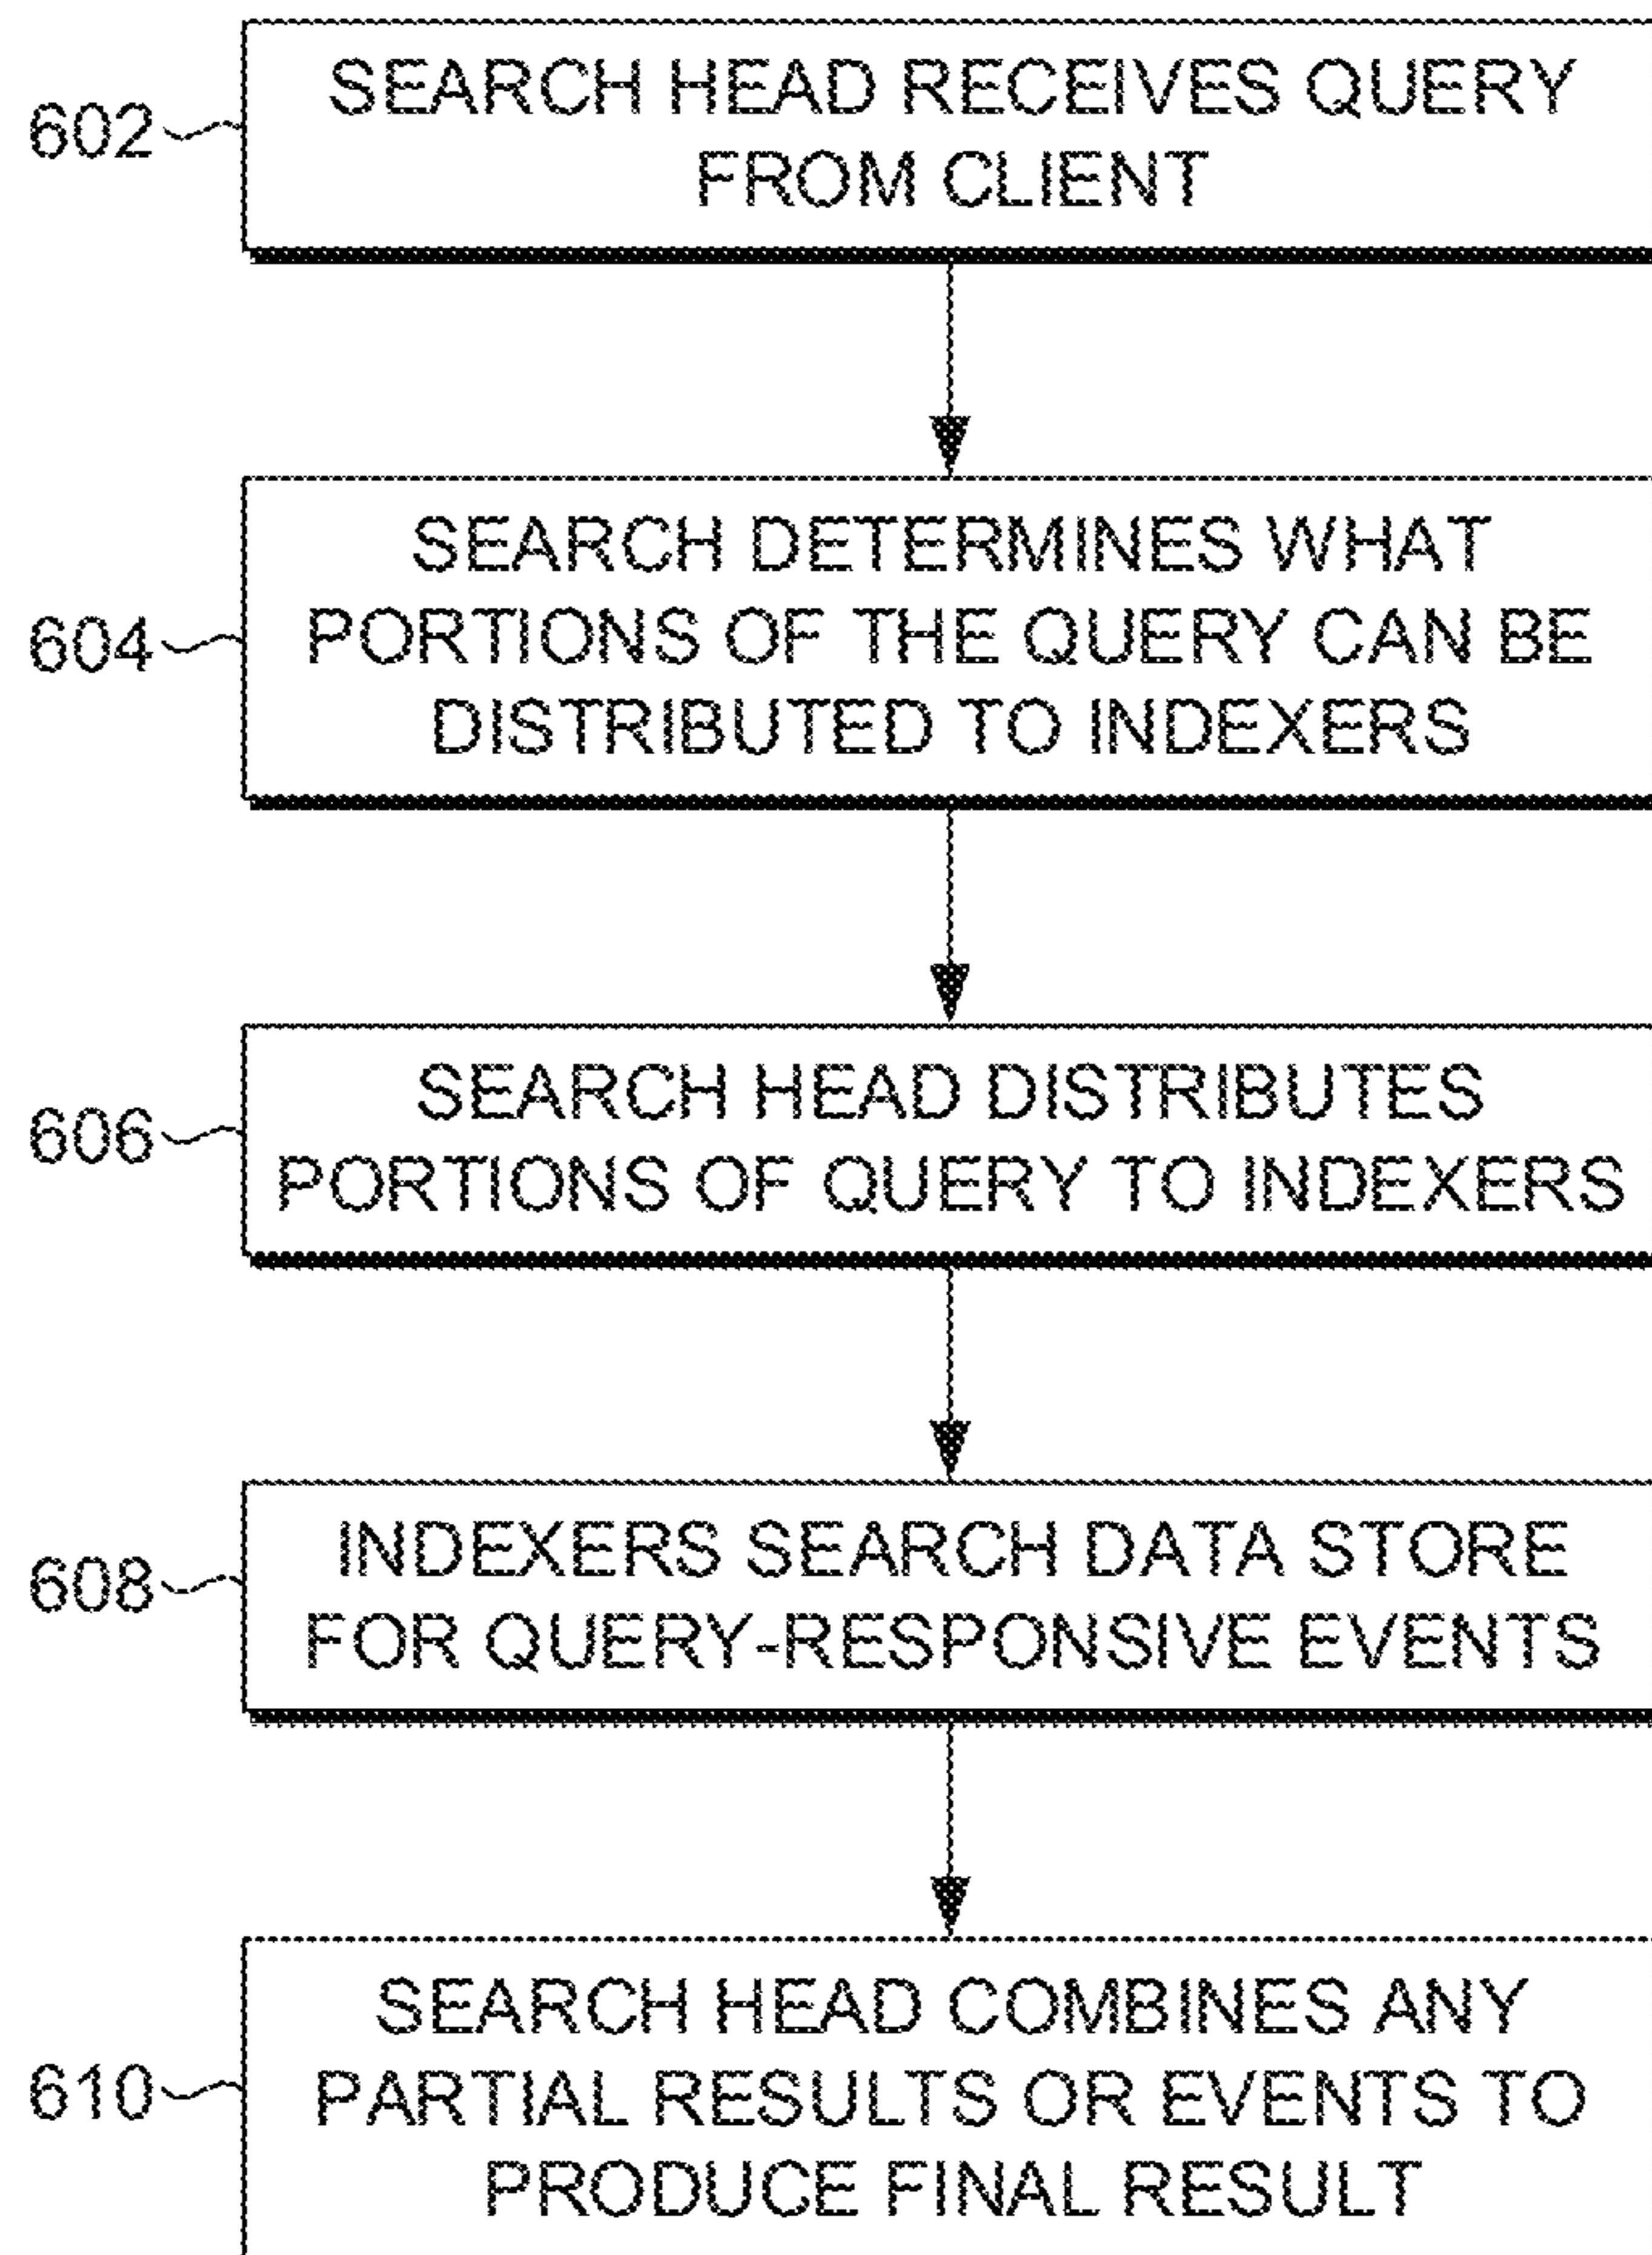 602
SEARCH HEAD RECEIVES QUERY
FROM CLIENT
604
SEARCH DETERMINES WHAT
PORTIONS OF THE QUERY CAN BE
DISTRIBUTED TO INDEXERS
606
SEARCH HEAD DISTRIBUTES
PORTIONS OF QUERY TO INDEXERS
608
INDEXERS SEARCH DATA STORE
FOR QUERY-RESPONSIVE EVENTS
610
SEARCH HEAD COMBINES ANY
PARTIAL RESULTS OR EVENTS TO
PRODUCE FINAL RESULT